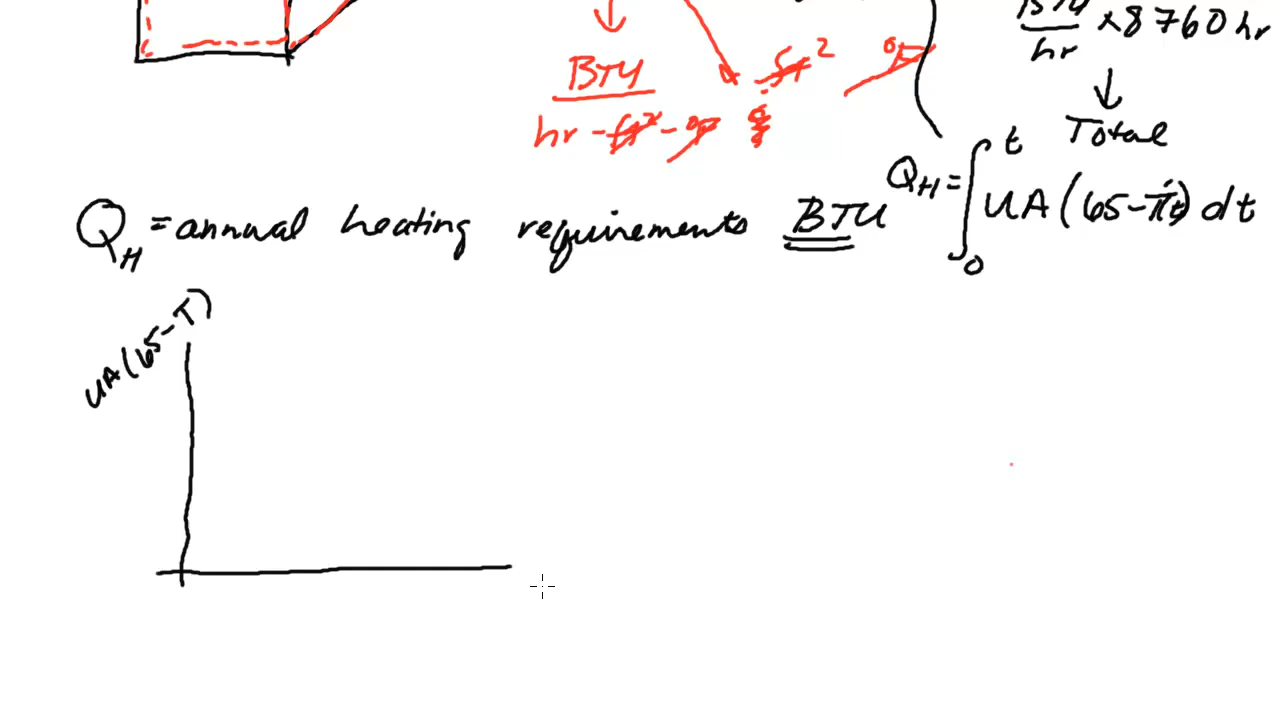 BTU
hr
×8760 hr
↓
Total
BTU
hr - ft² - °F
ft²
°F
Q_H = annual heating requirements BTU
Q_H = ∫₀ᵗ UA(65-T) dt
UA(65-T)